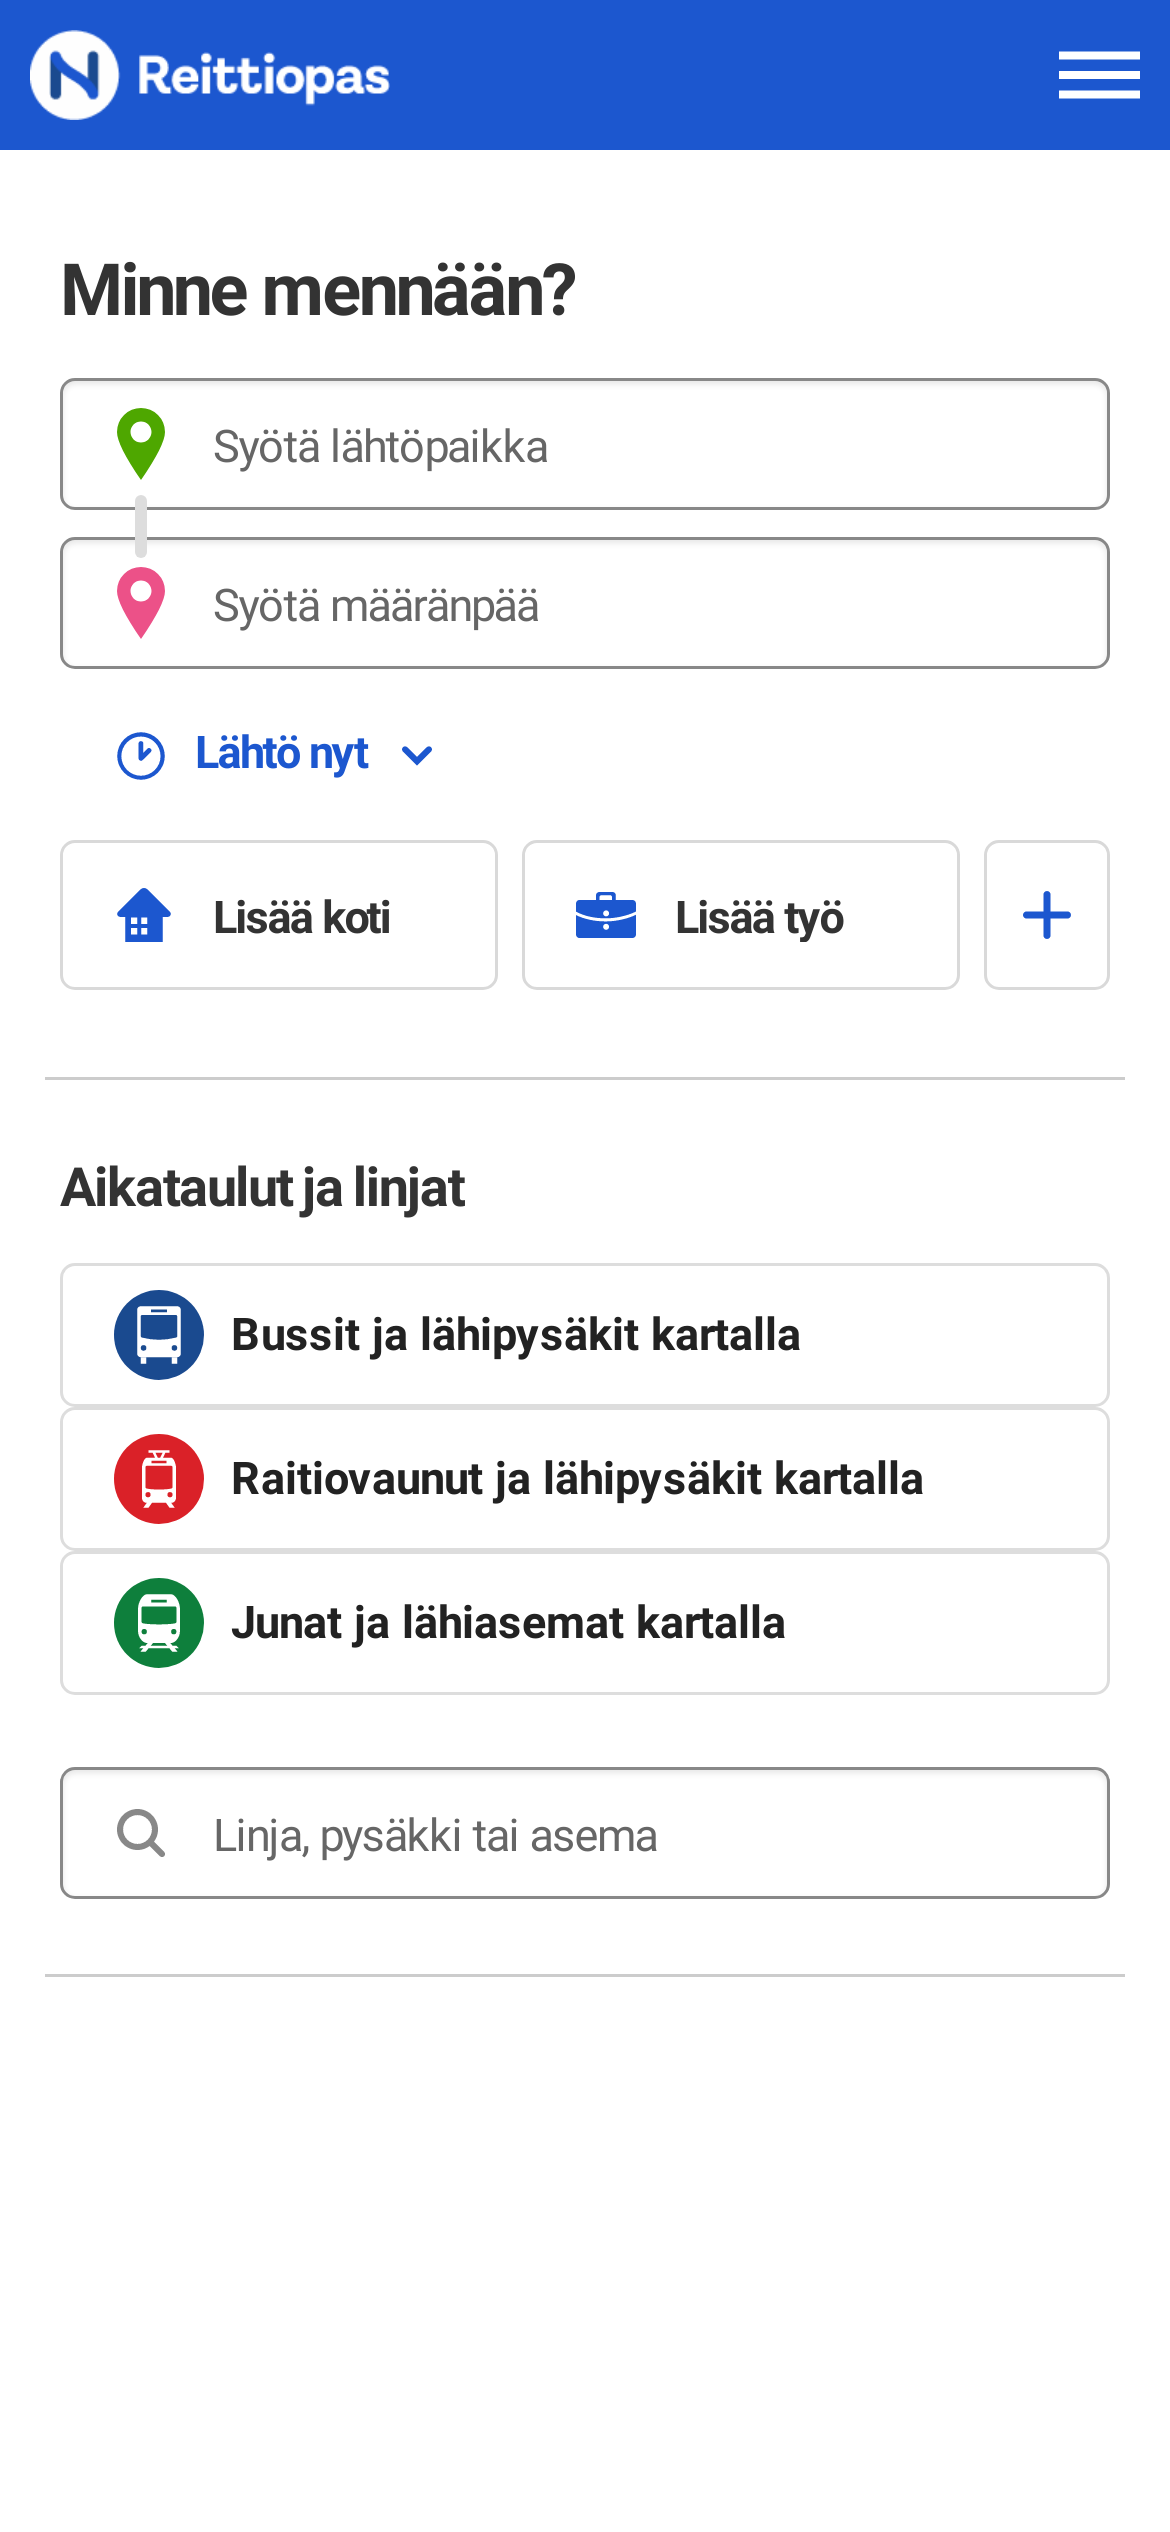 Reittiopas
Minne mennään?
Syötä lähtöpaikka
Syötä määränpää
Lähtö nyt
Lisää koti
Lisää työ
Aikataulut ja linjat
Bussit ja lähipysäkit kartalla
Raitiovaunut ja lähipysäkit kartalla
Junat ja lähiasemat kartalla
Linja, pysäkki tai asema